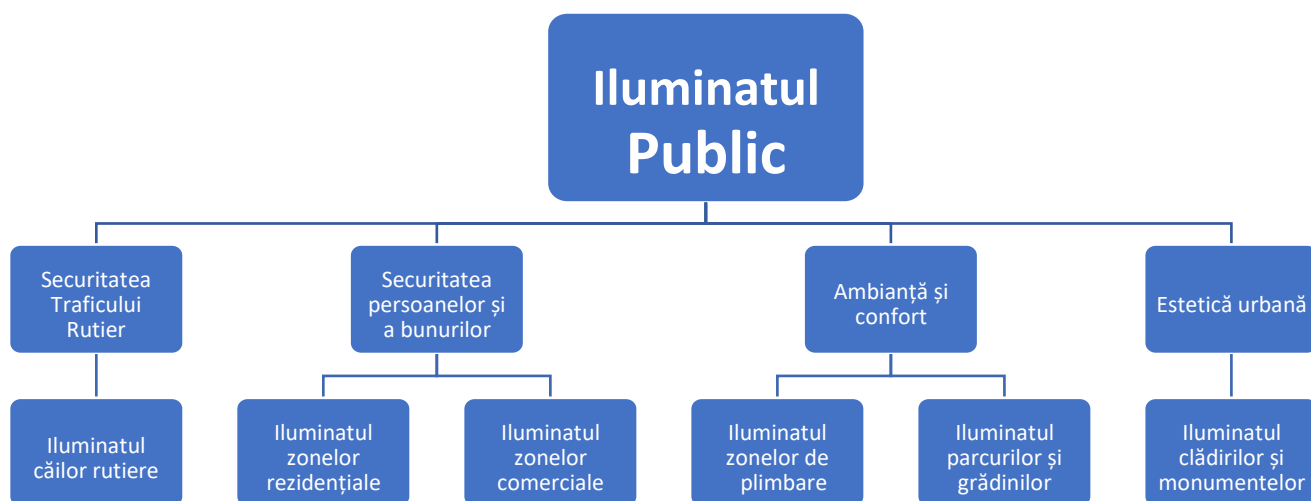 Iluminatul
Public
Securitatea
Traficului
Rutier
Securitatea
persoanelor și
a bunurilor
Ambianță și
confort
Estetică urbană
Iluminatul
căilor rutiere
Iluminatul
zonelor
rezidențiale
Iluminatul
zonelor
comerciale
Iluminatul
zonelor de
plimbare
Iluminatul
parcurilor și
grădinilor
Iluminatul
clădirilor și
monumentelor